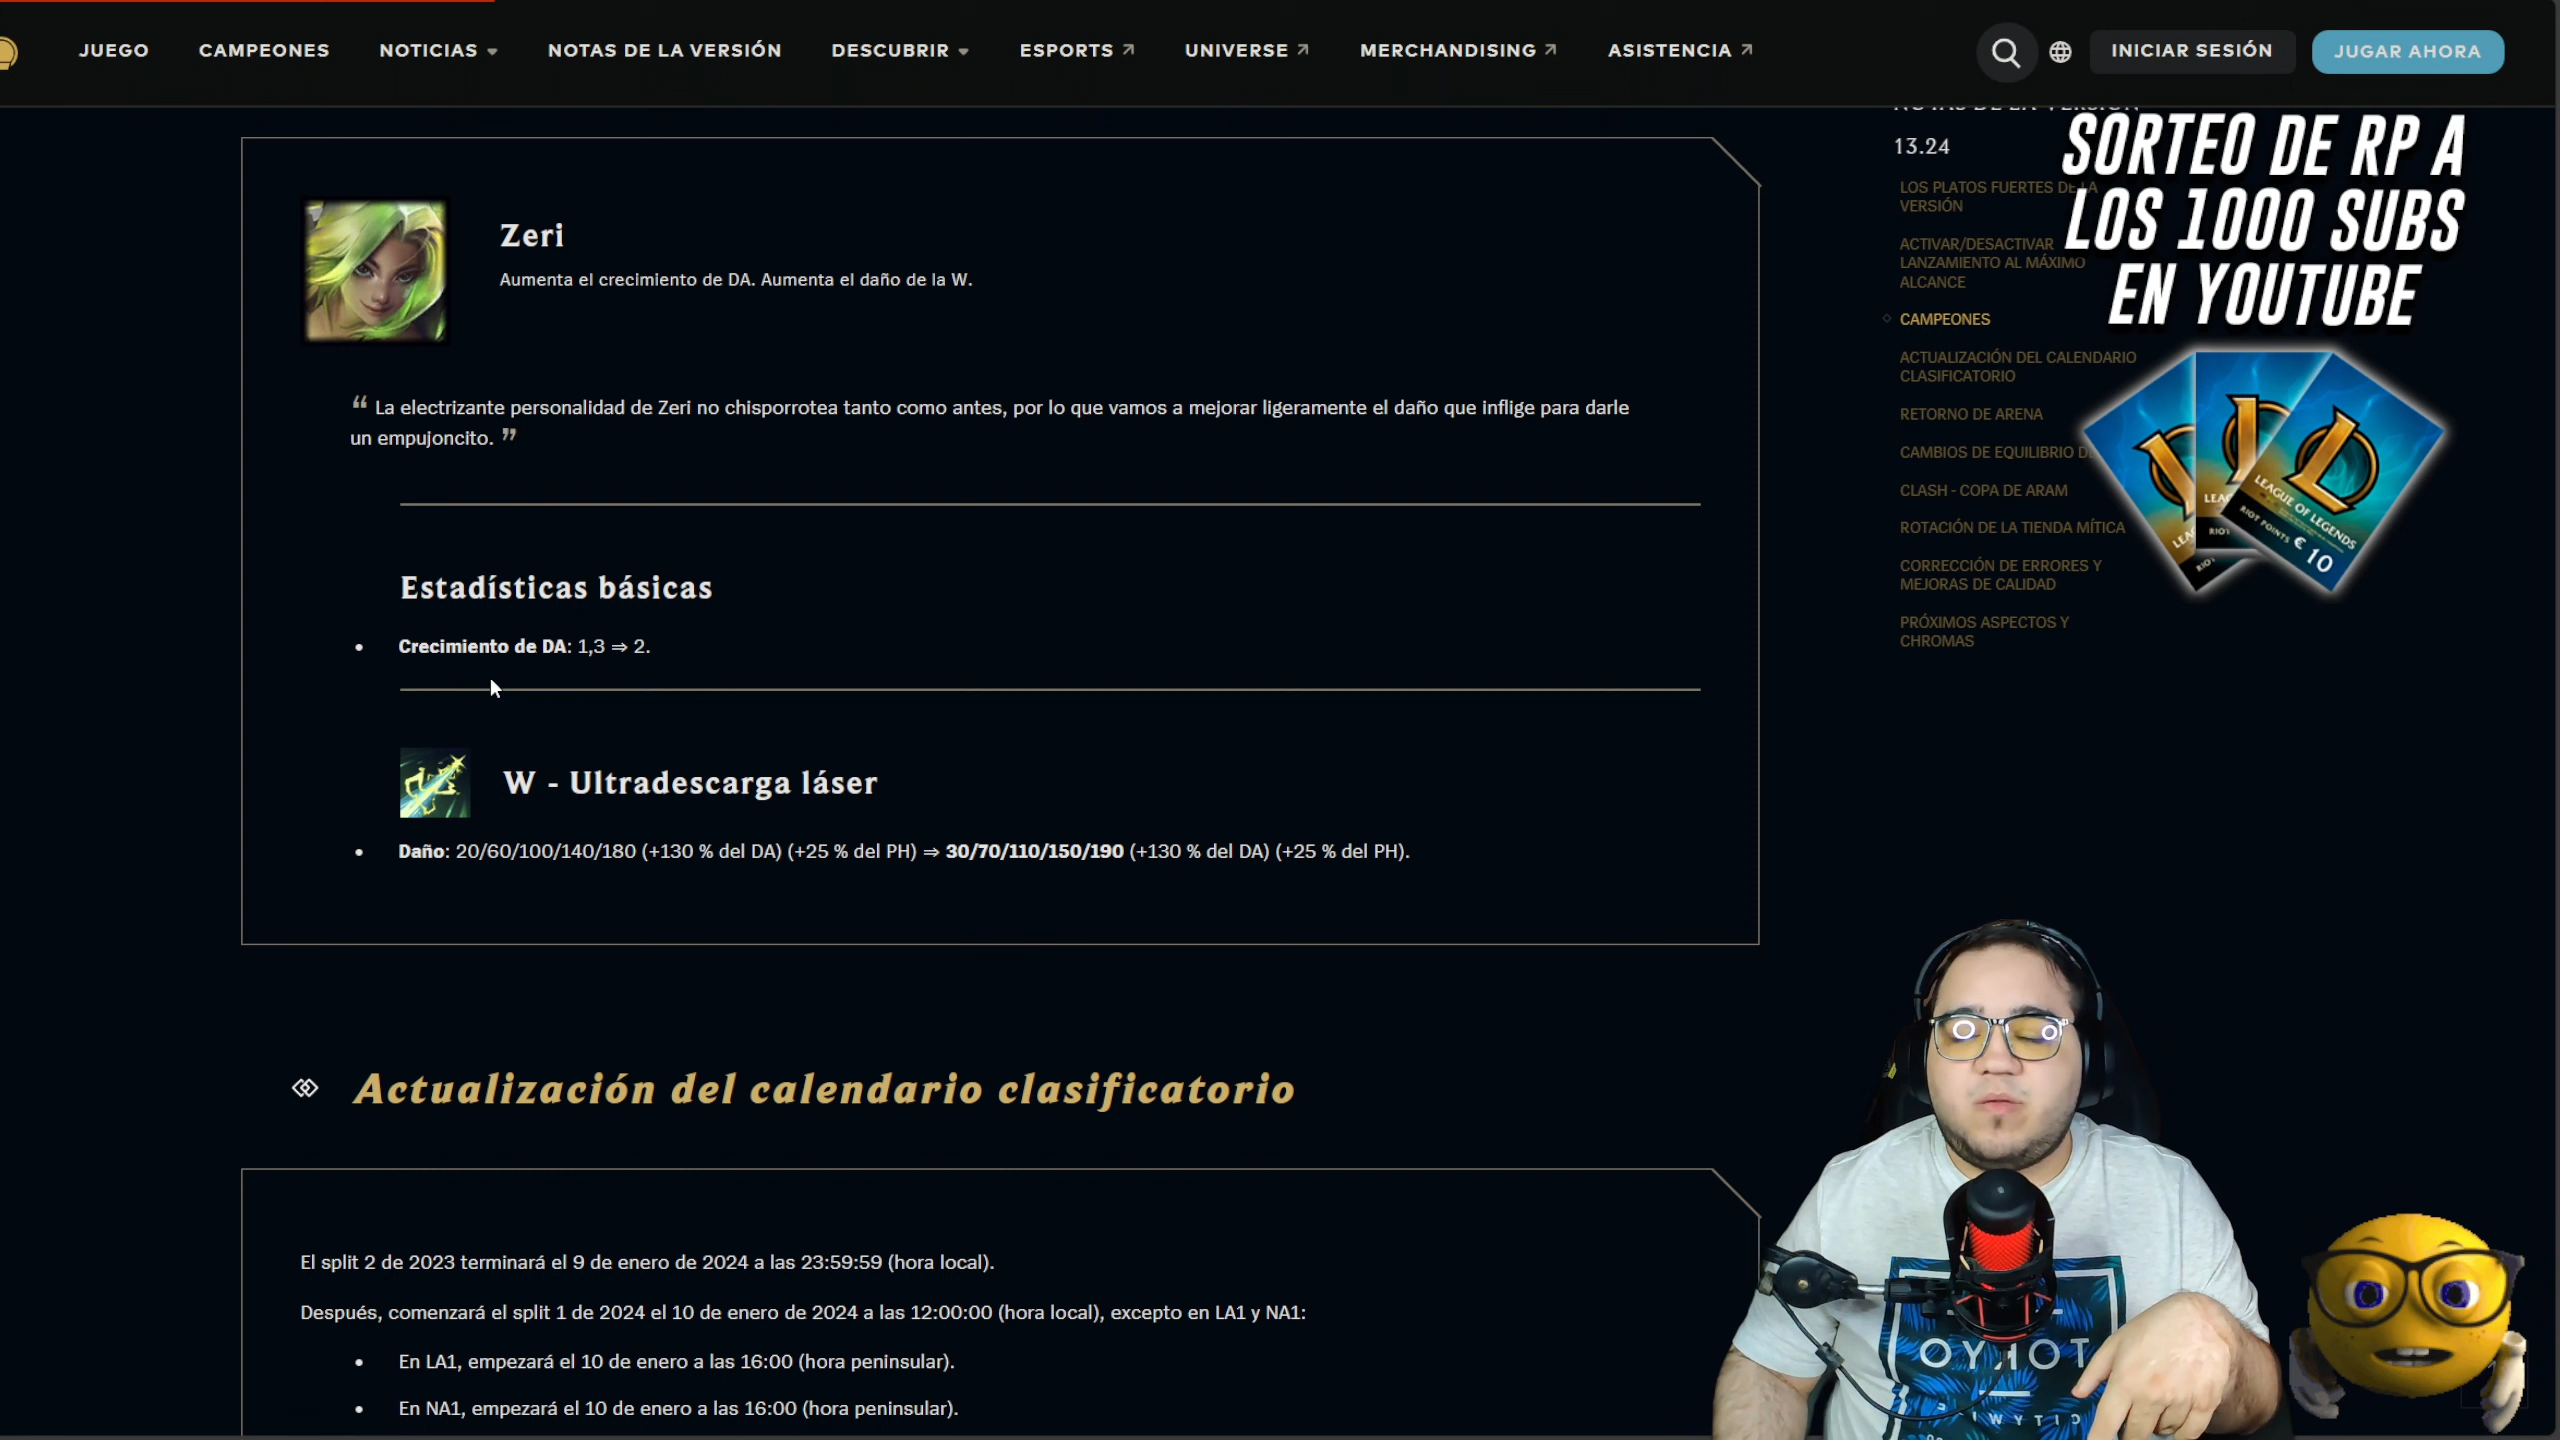 JUEGO CAMPEONES NOTICIAS NOTAS DE LA VERSIÓN DESCUBRIR ESPORTS UNIVERSE MERCHANDISING ASISTENCIA INICIAR SESIÓN JUGAR AHORA
Zeri
Aumenta el crecimiento de DA. Aumenta el daño de la W.
“ La electrizante personalidad de Zeri no chisporrotea tanto como antes, por lo que vamos a mejorar ligeramente el daño que inflige para darle
un empujoncito. ”
Estadísticas básicas
• Crecimiento de DA: 1,3 ⇒ 2.
W - Ultradescarga láser
• Daño: 20/60/100/140/180 (+130 % del DA) (+25 % del PH) ⇒ 30/70/110/150/190 (+130 % del DA) (+25 % del PH).
Actualización del calendario clasificatorio
El split 2 de 2023 terminará el 9 de enero de 2024 a las 23:59:59 (hora local).
Después, comenzará el split 1 de 2024 el 10 de enero de 2024 a las 12:00:00 (hora local), excepto en LA1 y NA1:
• En LA1, empezará el 10 de enero a las 16:00 (hora peninsular).
• En NA1, empezará el 10 de enero a las 16:00 (hora peninsular).
NOTAS DE LA VERSIÓN
13.24
LOS PLATOS FUERTES DE LA
VERSIÓN
ACTIVAR/DESACTIVAR
LANZAMIENTO AL MÁXIMO
ALCANCE
CAMPEONES
ACTUALIZACIÓN DEL CALENDARIO
CLASIFICATORIO
RETORNO DE ARENA
CAMBIOS DE EQUILIBRIO
CLASH - COPA DE ARAM
ROTACIÓN DE LA TIENDA MÍTICA
CORRECCIÓN DE ERRORES Y
MEJORAS DE CALIDAD
PRÓXIMOS ASPECTOS Y
CHROMAS
SORTEO DE RP A
LOS 1000 SUBS
EN YOUTUBE
LEAGUE OF LEGENDS
RIOT POINTS € 10